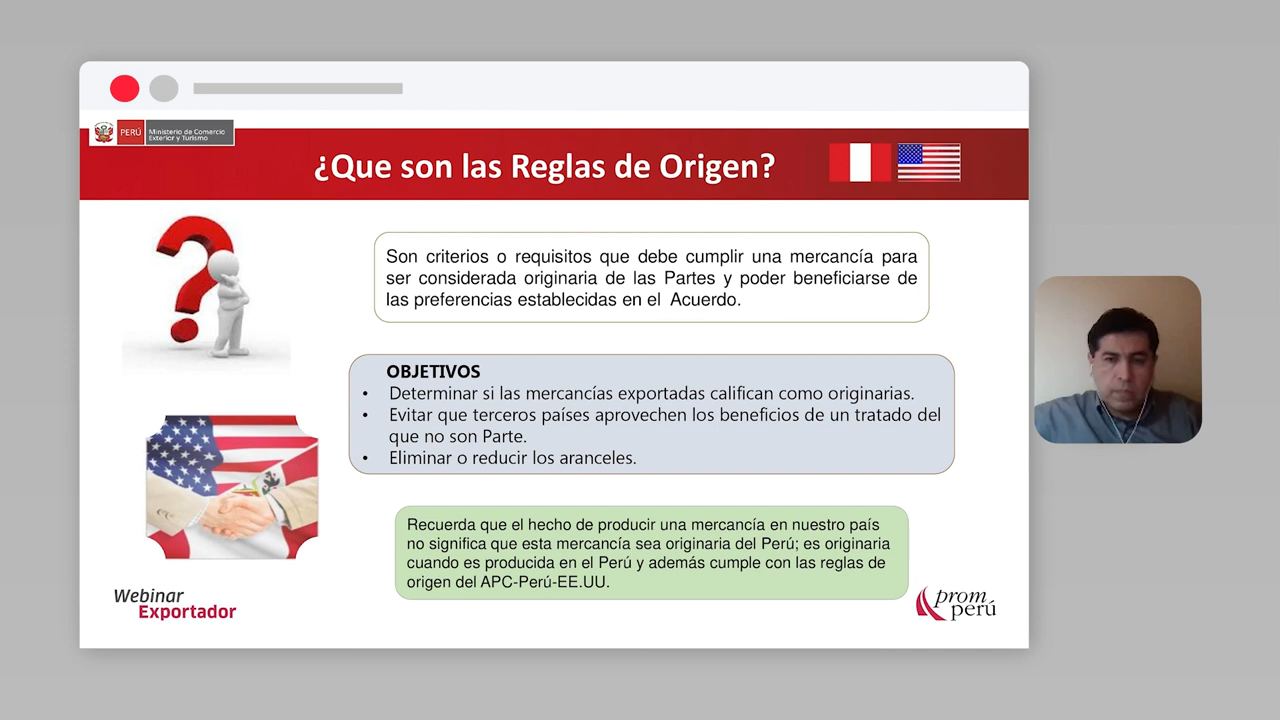 PERÚ
Ministerio de Comercio
Exterior y Turismo
¿Que son las Reglas de Origen?
Son criterios o requisitos que debe cumplir una mercancía para
ser considerada originaria de las Partes y poder beneficiarse de
las preferencias establecidas en el Acuerdo.
OBJETIVOS
• Determinar si las mercancías exportadas califican como originarias.
• Evitar que terceros países aprovechen los beneficios de un tratado del
que no son Parte.
• Eliminar o reducir los aranceles.
Recuerda que el hecho de producir una mercancía en nuestro país
no significa que esta mercancía sea originaria del Perú; es originaria
cuando es producida en el Perú y además cumple con las reglas de
origen del APC-Perú-EE.UU.
Webinar
Exportador
prom
perú